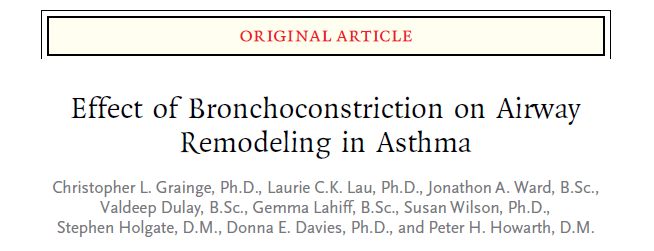 ORIGINAL ARTICLE
Effect of Bronchoconstriction on Airway
Remodeling in Asthma
Christopher L. Grainge, Ph.D., Laurie C.K. Lau, Ph.D., Jonathon A. Ward, B.Sc.,
Valdeep Dulay, B.Sc., Gemma Lahiff, B.Sc., Susan Wilson, Ph.D.,
Stephen Holgate, D.M., Donna E. Davies, Ph.D., and Peter H. Howarth, D.M.